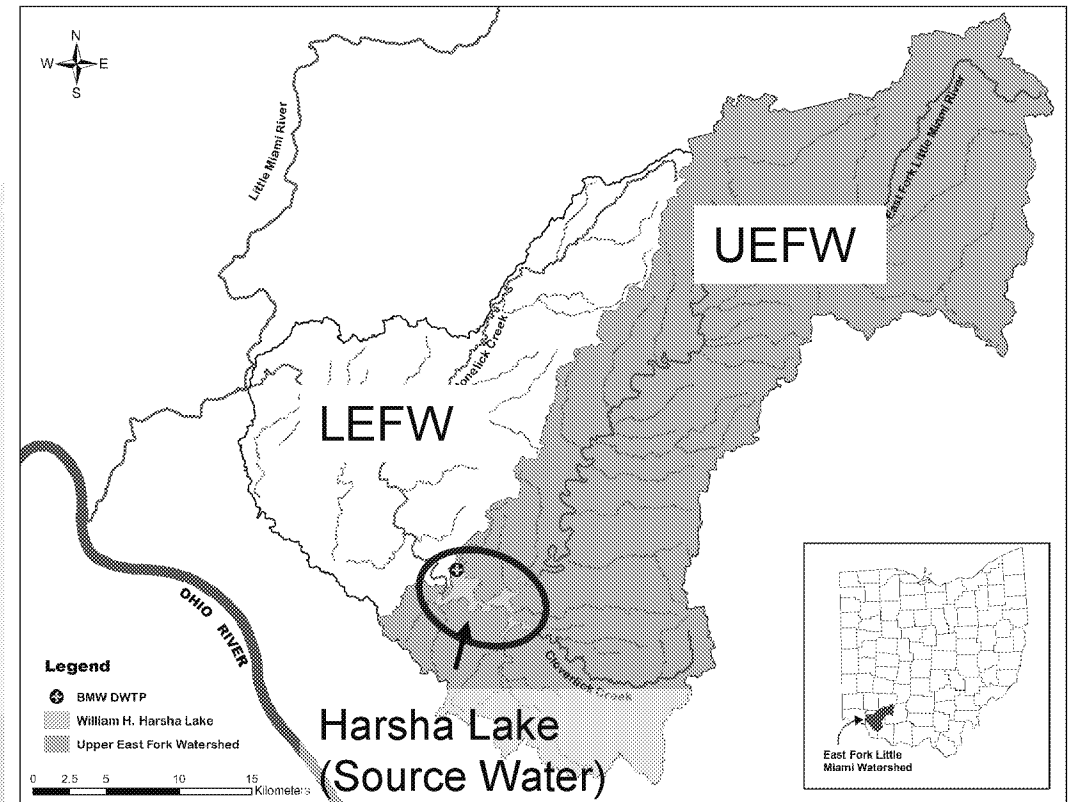 N
W E
S
Little Miami River
East Fork Little Miami River
UEFW
onelick Creek
LEFW
OHIO RIVER
Cloverlick Creek
Legend
BMW DWTP
William H. Harsha Lake
Upper East Fork Watershed
0 2.5 5 10 15
Kilometers
Harsha Lake
(Source Water)
East Fork Little
Miami Watershed